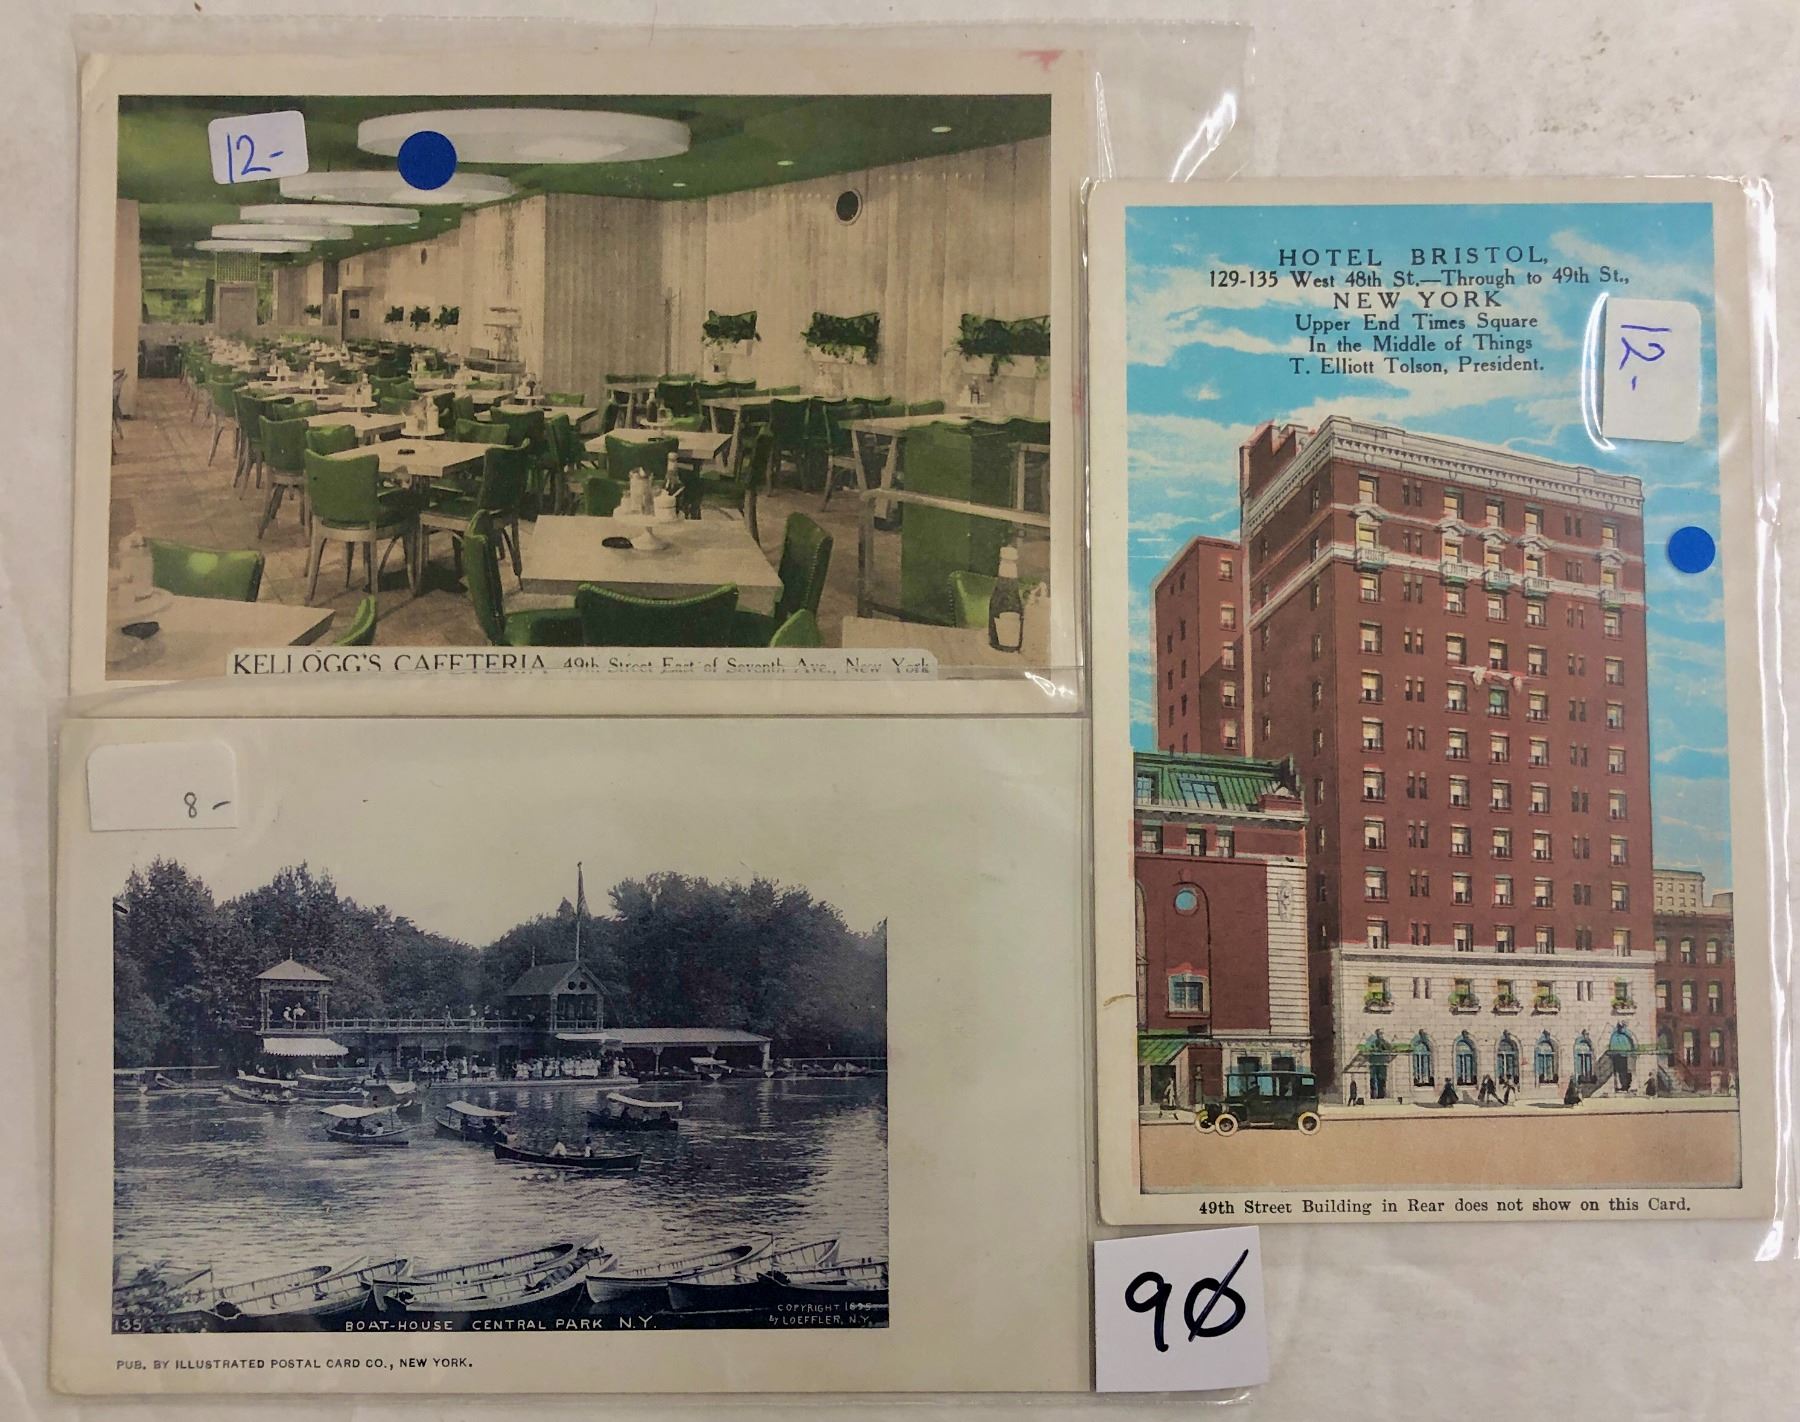 12-
KELLOGG'S CAFETERIA 49th Street East of Seventh Ave., New York
HOTEL BRISTOL,
129-135 West 48th St.—Through to 49th St.,
NEW YORK
Upper End Times Square
In the Middle of Things
T. Elliott Tolson, President.
12-
49th Street Building in Rear does not show on this Card.
8-
135
BOAT-HOUSE CENTRAL PARK N.Y.
COPYRIGHT 1895
by LOEFFLER, N.Y.
PUB. BY ILLUSTRATED POSTAL CARD CO., NEW YORK.
90